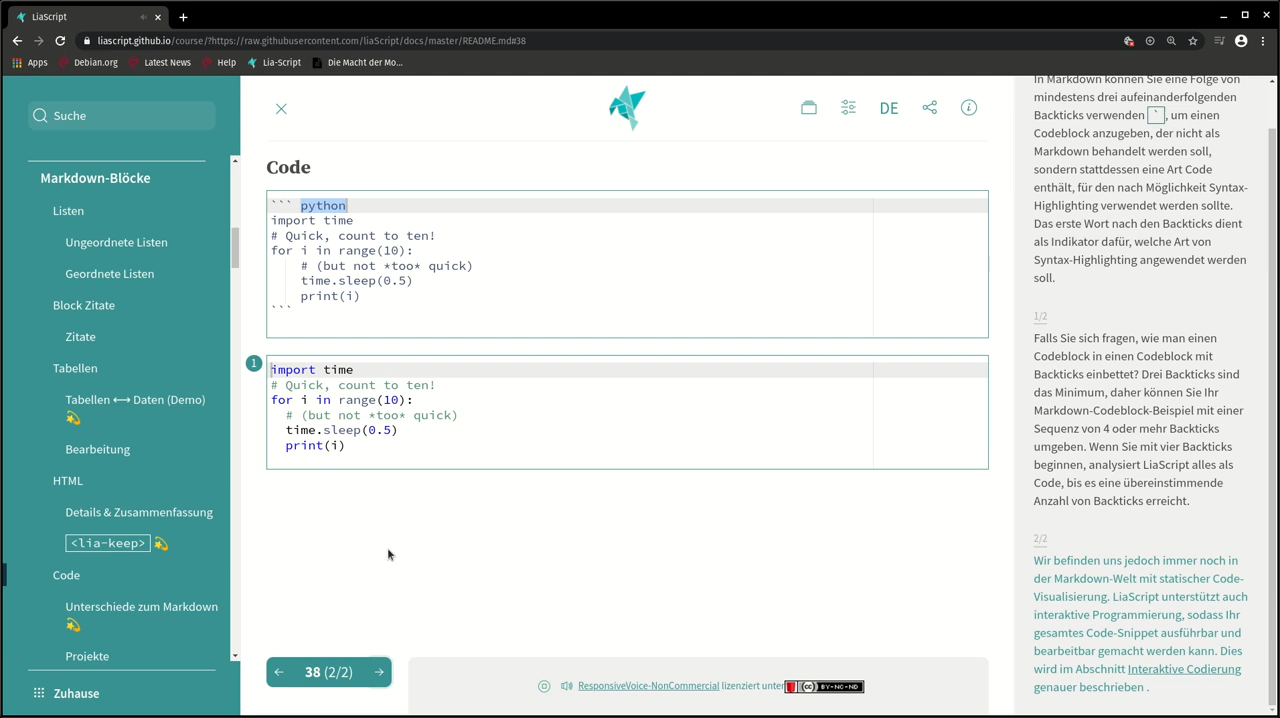 LiaScript
liascript.github.io/course/?https://raw.githubusercontent.com/liaScript/docs/master/README.md#38
Apps Debian.org Latest News Help Lia-Script Die Macht der Mo...
Suche
Markdown-Blöcke
Listen
Ungeordnete Listen
Geordnete Listen
Block Zitate
Zitate
Tabellen
Tabellen ⟷ Daten (Demo)
💫
Bearbeitung
HTML
Details & Zusammenfassung
<lia-keep> 💫
Code
Unterschiede zum Markdown
💫
Projekte
Zuhause
DE
Code
``` python
import time
# Quick, count to ten!
for i in range(10):
    # (but not *too* quick)
    time.sleep(0.5)
    print(i)
```
1
import time
# Quick, count to ten!
for i in range(10):
  # (but not *too* quick)
  time.sleep(0.5)
  print(i)
← 38 (2/2) →
ResponsiveVoice-NonCommercial lizenziert unter (cc) BY-NC-ND
In Markdown können Sie eine Folge von
mindestens drei aufeinanderfolgenden
Backticks verwenden ` , um einen
Codeblock anzugeben, der nicht als
Markdown behandelt werden soll,
sondern stattdessen eine Art Code
enthält, für den nach Möglichkeit Syntax-
Highlighting verwendet werden sollte.
Das erste Wort nach den Backticks dient
als Indikator dafür, welche Art von
Syntax-Highlighting angewendet werden
soll.
1/2
Falls Sie sich fragen, wie man einen
Codeblock in einen Codeblock mit
Backticks einbettet? Drei Backticks sind
das Minimum, daher können Sie Ihr
Markdown-Codeblock-Beispiel mit einer
Sequenz von 4 oder mehr Backticks
umgeben. Wenn Sie mit vier Backticks
beginnen, analysiert LiaScript alles als
Code, bis es eine übereinstimmende
Anzahl von Backticks erreicht.
2/2
Wir befinden uns jedoch immer noch in
der Markdown-Welt mit statischer Code-
Visualisierung. LiaScript unterstützt auch
interaktive Programmierung, sodass Ihr
gesamtes Code-Snippet ausführbar und
bearbeitbar gemacht werden kann. Dies
wird im Abschnitt Interaktive Codierung
genauer beschrieben .